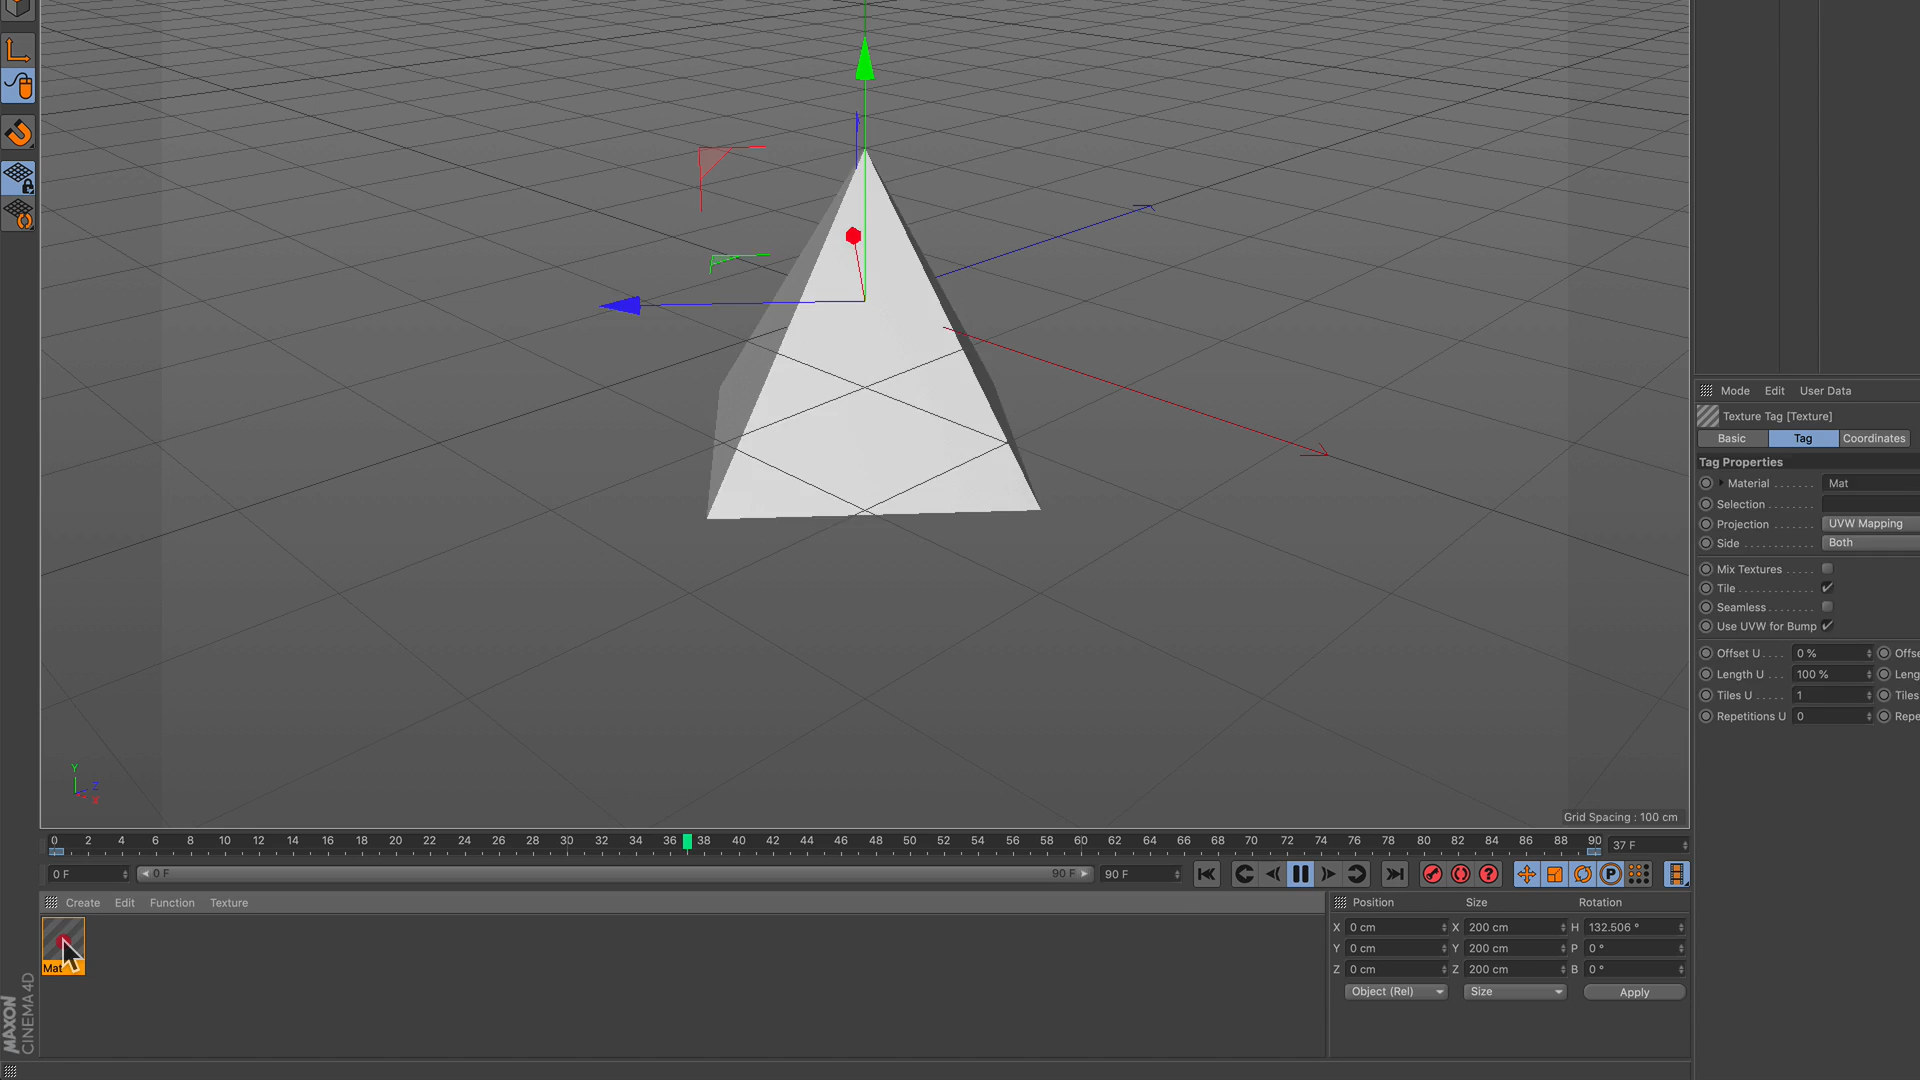 Mode Edit User Data
Texture Tag [Texture]
Basic Tag Coordinates
Tag Properties
Material ....... Mat
Selection
Projection ....... UVW Mapping
Side ............ Both
Mix Textures .....
Tile .............
Seamless ........
Use UVW for Bump
Offset U .... 0 % Offse
Length U ... 100 % Leng
Tiles U ..... 1 Tiles
Repetitions U 0 Repe
Y
Z
X
Grid Spacing : 100 cm
0 2 4 6 8 10 12 14 16 18 20 22 24 26 28 30 32 34 36 38 40 42 44 46 48 50 52 54 56 58 60 62 64 66 68 70 72 74 76 78 80 82 84 86 88 90 37 F
0 F 0 F 90 F 90 F
P
?
Create Edit Function Texture
Mat
Position Size Rotation
X 0 cm X 200 cm H 132.506 °
Y 0 cm Y 200 cm P 0 °
Z 0 cm Z 200 cm B 0 °
Object (Rel) Size Apply
MAXON
CINEMA 4D